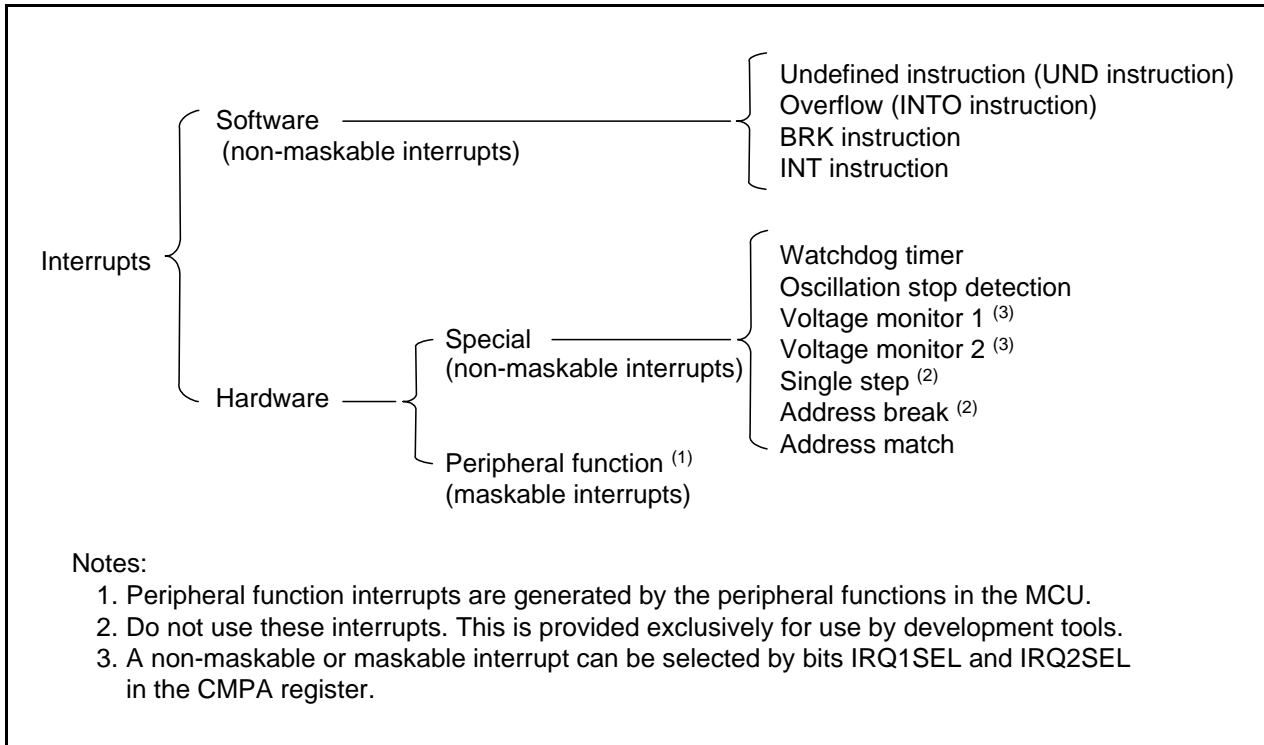 Interrupts
Software
(non-maskable interrupts)
Undefined instruction (UND instruction)
Overflow (INTO instruction)
BRK instruction
INT instruction
Hardware
Special
(non-maskable interrupts)
Watchdog timer
Oscillation stop detection
Voltage monitor 1 (3)
Voltage monitor 2 (3)
Single step (2)
Address break (2)
Address match
Peripheral function (1)
(maskable interrupts)
Notes:
1. Peripheral function interrupts are generated by the peripheral functions in the MCU.
2. Do not use these interrupts. This is provided exclusively for use by development tools.
3. A non-maskable or maskable interrupt can be selected by bits IRQ1SEL and IRQ2SEL
in the CMPA register.